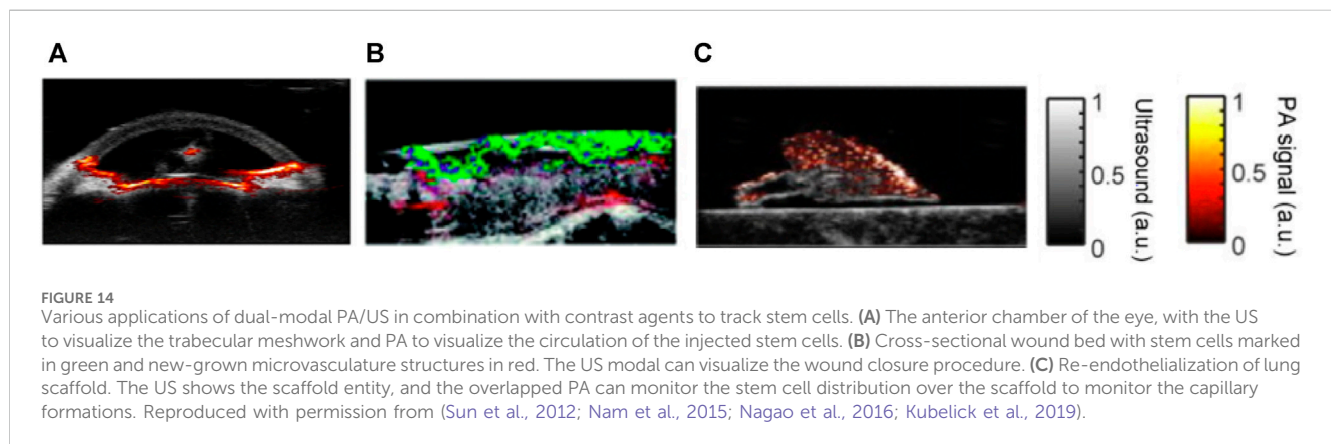 A
B
C
1
0.5
0
Ultrasound (a.u.)
1
0.5
0
PA signal (a.u.)
FIGURE 14
Various applications of dual-modal PA/US in combination with contrast agents to track stem cells. (A) The anterior chamber of the eye, with the US
to visualize the trabecular meshwork and PA to visualize the circulation of the injected stem cells. (B) Cross-sectional wound bed with stem cells marked
in green and new-grown microvasculature structures in red. The US modal can visualize the wound closure procedure. (C) Re-endothelialization of lung
scaffold. The US shows the scaffold entity, and the overlapped PA can monitor the stem cell distribution over the scaffold to monitor the capillary
formations. Reproduced with permission from (Sun et al., 2012; Nam et al., 2015; Nagao et al., 2016; Kubelick et al., 2019).